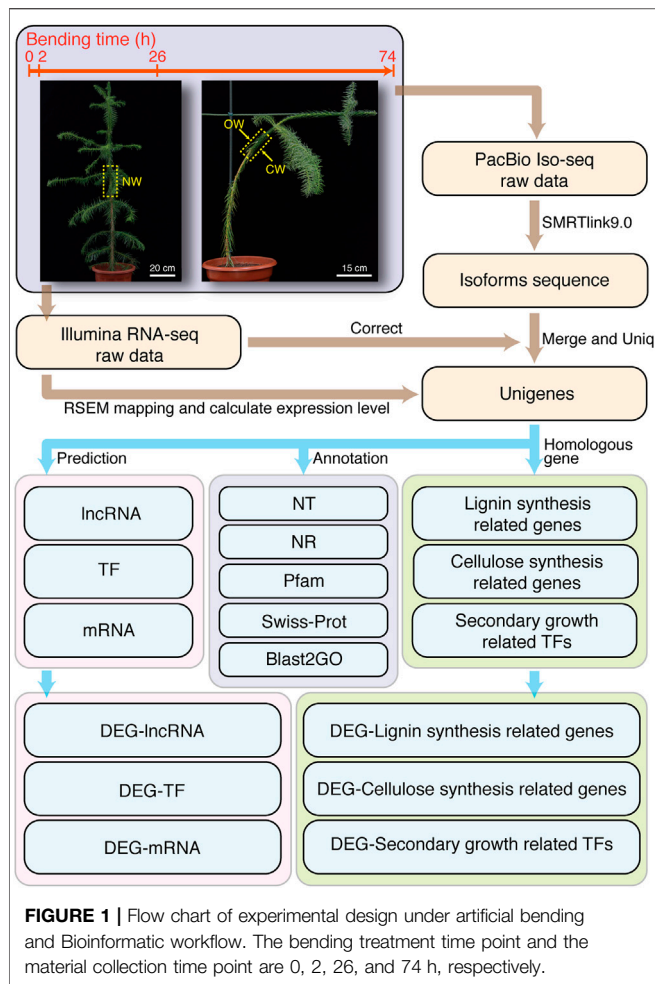 Bending time (h)
0 2 26 74
OW
CW
NW
20 cm
15 cm
PacBio Iso-seq
raw data
SMRTlink9.0
Isoforms sequence
Illumina RNA-seq
raw data
Correct
Merge and Uniq
RSEM mapping and calculate expression level
Unigenes
Prediction
Annotation
Homologous
gene
lncRNA
TF
mRNA
NT
NR
Pfam
Swiss-Prot
Blast2GO
Lignin synthesis
related genes
Cellulose synthesis
related genes
Secondary growth
related TFs
DEG-lncRNA
DEG-TF
DEG-mRNA
DEG-Lignin synthesis related genes
DEG-Cellulose synthesis related genes
DEG-Secondary growth related TFs
FIGURE 1 | Flow chart of experimental design under artificial bending
and Bioinformatic workflow. The bending treatment time point and the
material collection time point are 0, 2, 26, and 74 h, respectively.